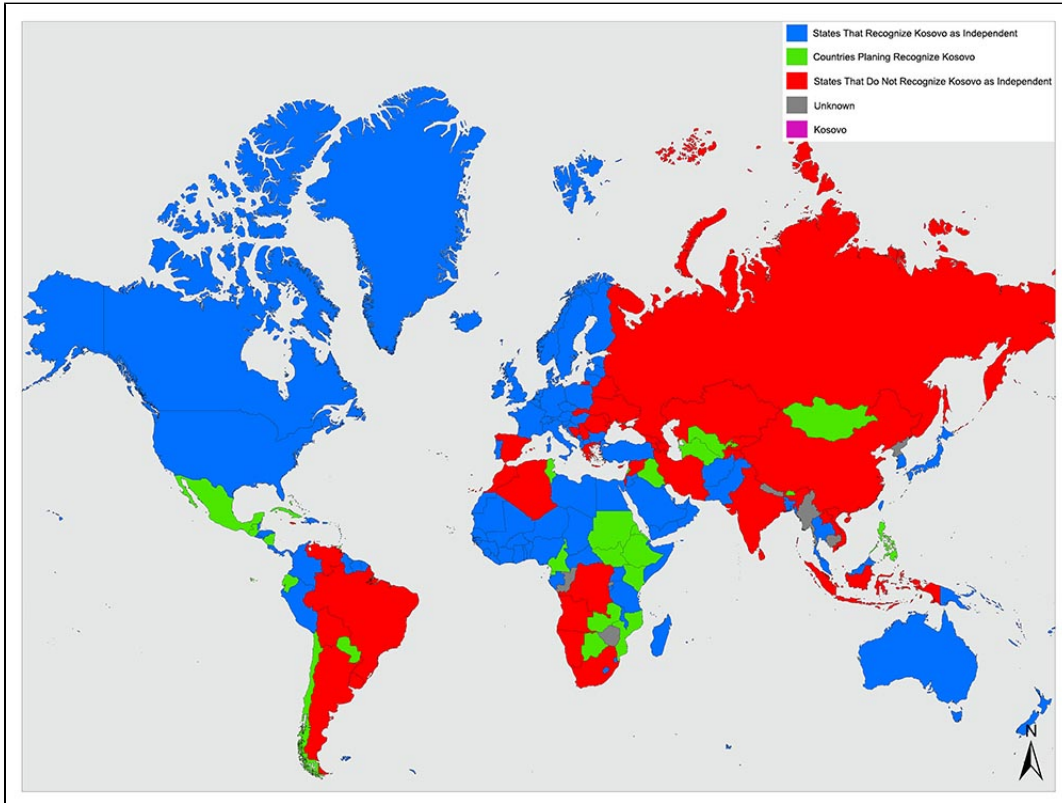 States That Recognize Kosovo as Independent
Countries Planing Recognize Kosovo
States That Do Not Recognize Kosovo as Independent
Unknown
Kosovo
N